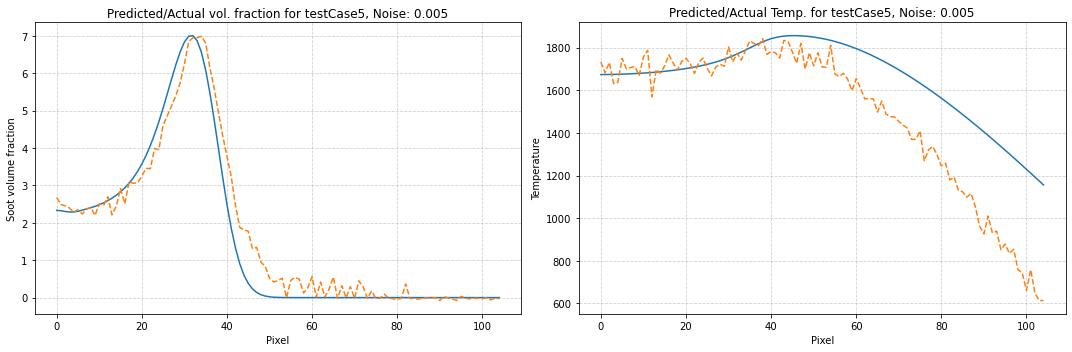 Predicted/Actual vol. fraction for testCase5, Noise: 0.005
7
6
5
4
3
2
1
0
Soot volume fraction
0 20 40 60 80 100
Pixel
Predicted/Actual Temp. for testCase5, Noise: 0.005
1800
1600
1400
1200
1000
800
600
Temperature
0 20 40 60 80 100
Pixel